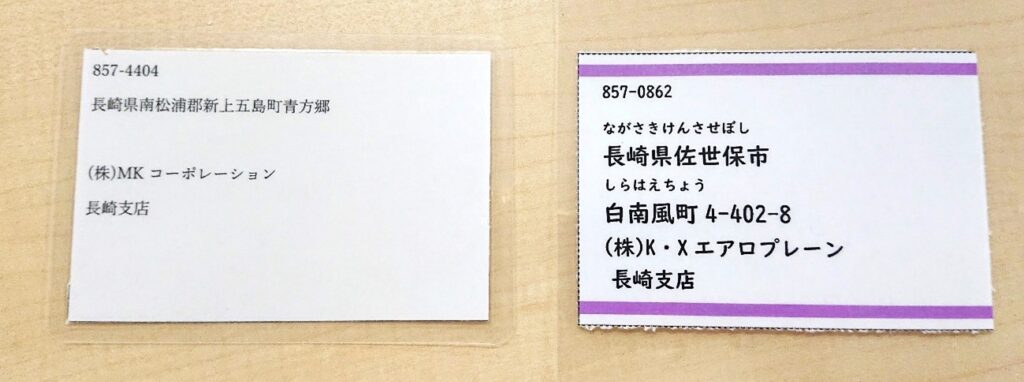 857-4404
長崎県南松浦郡新上五島町青方郷
(株)MK コーポレーション
長崎支店
857-0862
ながさきけんさせぼし
長崎県佐世保市
しらはえちょう
白南風町 4-402-8
(株)K・X エアロプレーン
長崎支店